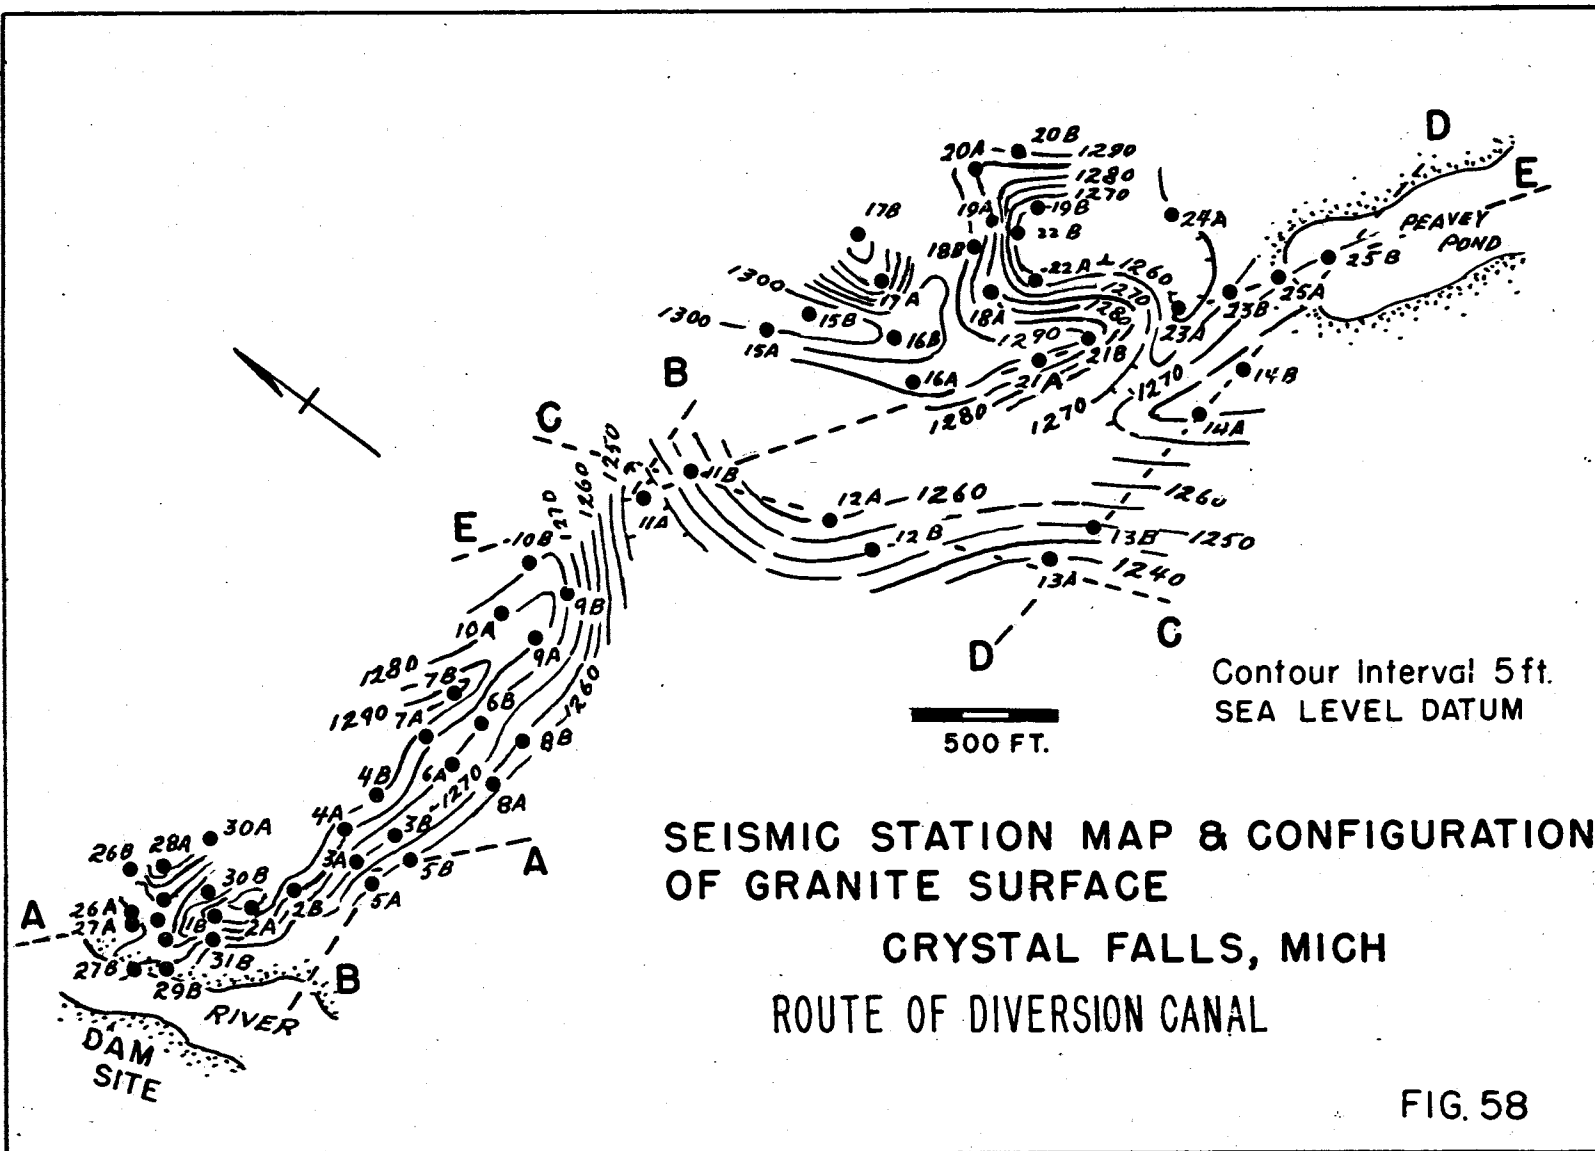 D
20B
20A
1290
1280
E
1270
19A
19B
17B
24A
PEAVEY
POND
22B
18B
25B
1300
22A
1260
17A
18A
1270
25A
23B
1280
1300
15B
23A
15A
16B
1290
21B
B
16A
21A
1270
14B
1280
1270
C
14A
1250
1260
11B
12A
1260
1260
1270
11A
E
10B
12B
13B
1250
1240
13A
9B
10A
C
D
9A
1280
7B
Contour Interval 5 ft.
1260
6B
SEA LEVEL DATUM
1290
7A
8B
500 FT.
4B
6A
1270
8A
4A
3B
30A
28A
SEISMIC STATION MAP & CONFIGURATION
26B
3A
5B
A
OF GRANITE SURFACE
30B
2B
5A
26A
A
27A
1B
2A
CRYSTAL FALLS, MICH
31B
27B
B
29B
ROUTE OF DIVERSION CANAL
RIVER
DAM
SITE
FIG. 58